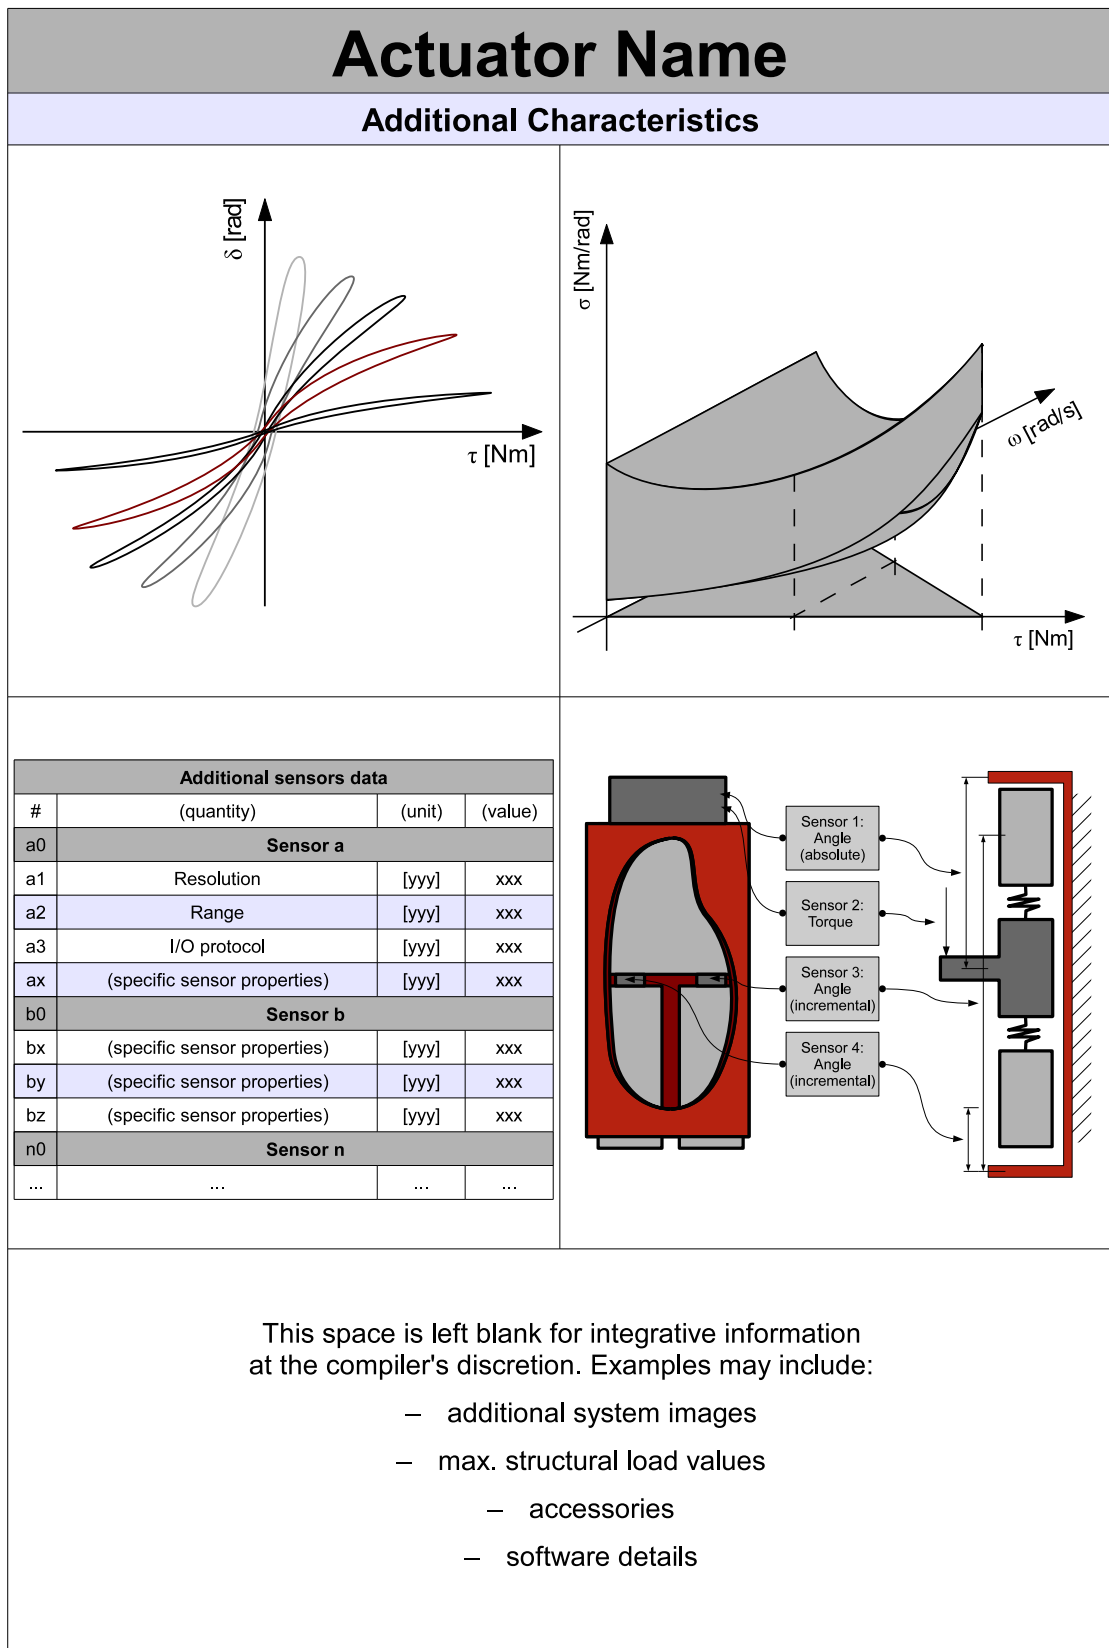 Actuator Name
Additional Characteristics
δ [rad]
τ [Nm]
σ [Nm/rad]
ω [rad/s]
τ [Nm]
Additional sensors data
# (quantity) (unit) (value)
a0 Sensor a
a1 Resolution [yyy] xxx
a2 Range [yyy] xxx
a3 I/O protocol [yyy] xxx
ax (specific sensor properties) [yyy] xxx
b0 Sensor b
bx (specific sensor properties) [yyy] xxx
by (specific sensor properties) [yyy] xxx
bz (specific sensor properties) [yyy] xxx
n0 Sensor n
... ... ... ...
Sensor 1:
Angle
(absolute)
Sensor 2:
Torque
Sensor 3:
Angle
(incremental)
Sensor 4:
Angle
(incremental)
This space is left blank for integrative information
at the compiler's discretion. Examples may include:
– additional system images
– max. structural load values
– accessories
– software details